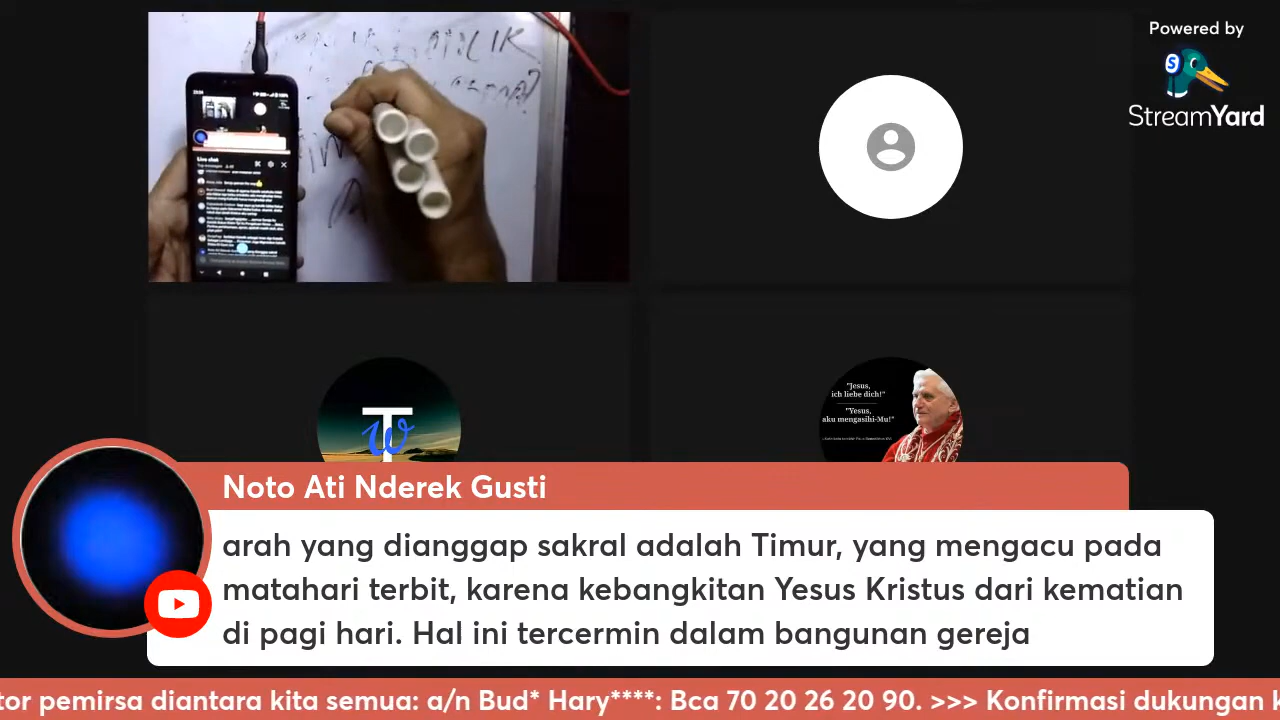 Powered by
StreamYard
Live chat
"Jesus,
ich liebe dich!"
"Yesus,
aku mengasihi-Mu!"
Noto Ati Nderek Gusti
arah yang dianggap sakral adalah Timur, yang mengacu pada
matahari terbit, karena kebangkitan Yesus Kristus dari kematian
di pagi hari. Hal ini tercermin dalam bangunan gereja
tor pemirsa diantara kita semua: a/n Bud* Hary****: Bca 70 20 26 20 90. >>> Konfirmasi dukungan k